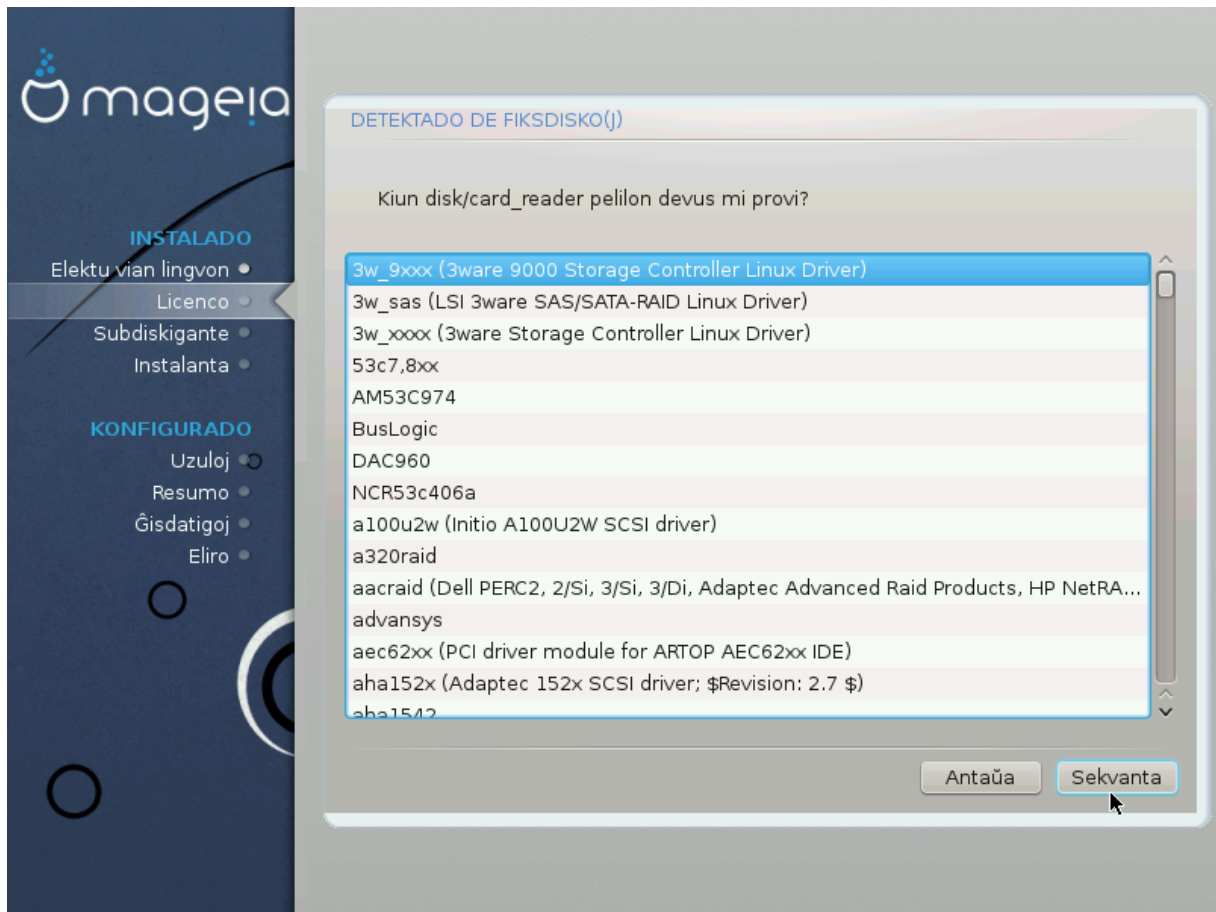 mageia
INSTALADO
Elektu vian lingvon
Licenco
Subdiskigante
Instalanta
KONFIGURADO
Uzuloj
Resumo
Ĝisdatigoj
Eliro
DETEKTADO DE FIKSDISKO(J)
Kiun disk/card_reader pelilon devus mi provi?
3w_9xxx (3ware 9000 Storage Controller Linux Driver)
3w_sas (LSI 3ware SAS/SATA-RAID Linux Driver)
3w_xxxx (3ware Storage Controller Linux Driver)
53c7,8xx
AM53C974
BusLogic
DAC960
NCR53c406a
a100u2w (Initio A100U2W SCSI driver)
a320raid
aacraid (Dell PERC2, 2/Si, 3/Si, 3/Di, Adaptec Advanced Raid Products, HP NetRA...
advansys
aec62xx (PCI driver module for ARTOP AEC62xx IDE)
aha152x (Adaptec 152x SCSI driver; $Revision: 2.7 $)
aha1542
Antaŭa
Sekvanta